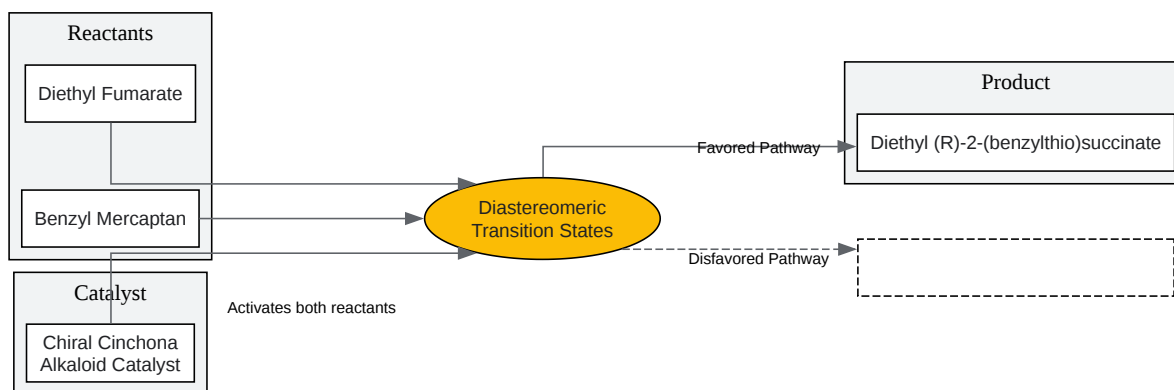 Reactants
Diethyl Fumarate
Benzyl Mercaptan
Catalyst
Chiral Cinchona
Alkaloid Catalyst
Activates both reactants
Diastereomeric
Transition States
Favored Pathway
Disfavored Pathway
Product
Diethyl (R)-2-(benzylthio)succinate